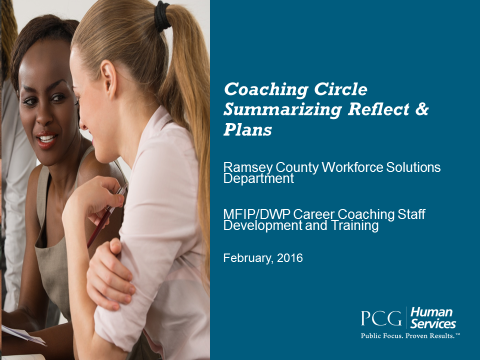 Coaching Circle
Summarizing Reflect &
Plans
Ramsey County Workforce Solutions
Department
MFIP/DWP Career Coaching Staff
Development and Training
February, 2016
PCG Human
Services
Public Focus. Proven Results.™